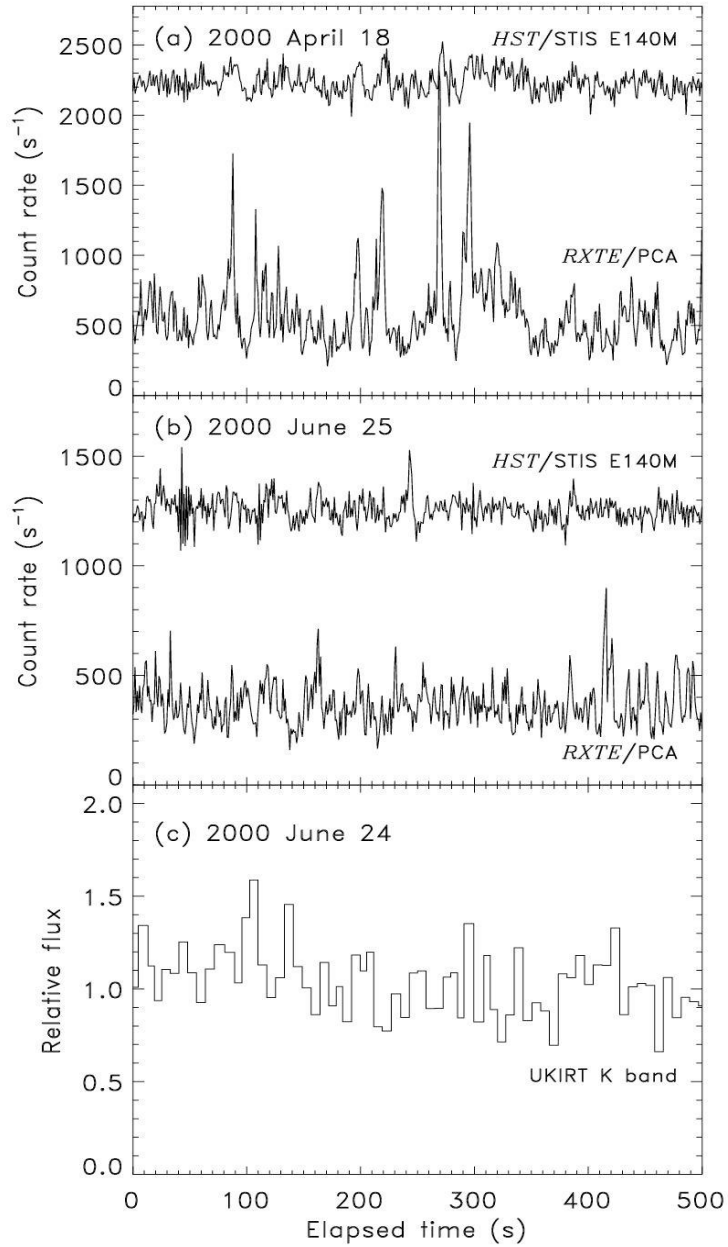 (a) 2000 April 18
HST/STIS E140M
2500
2000
1500
1000
500
0
Count rate (s⁻¹)
RXTE/PCA
(b) 2000 June 25
HST/STIS E140M
1500
1000
500
0
Count rate (s⁻¹)
RXTE/PCA
(c) 2000 June 24
2.0
1.5
1.0
0.5
0.0
Relative flux
UKIRT K band
0 100 200 300 400 500
Elapsed time (s)